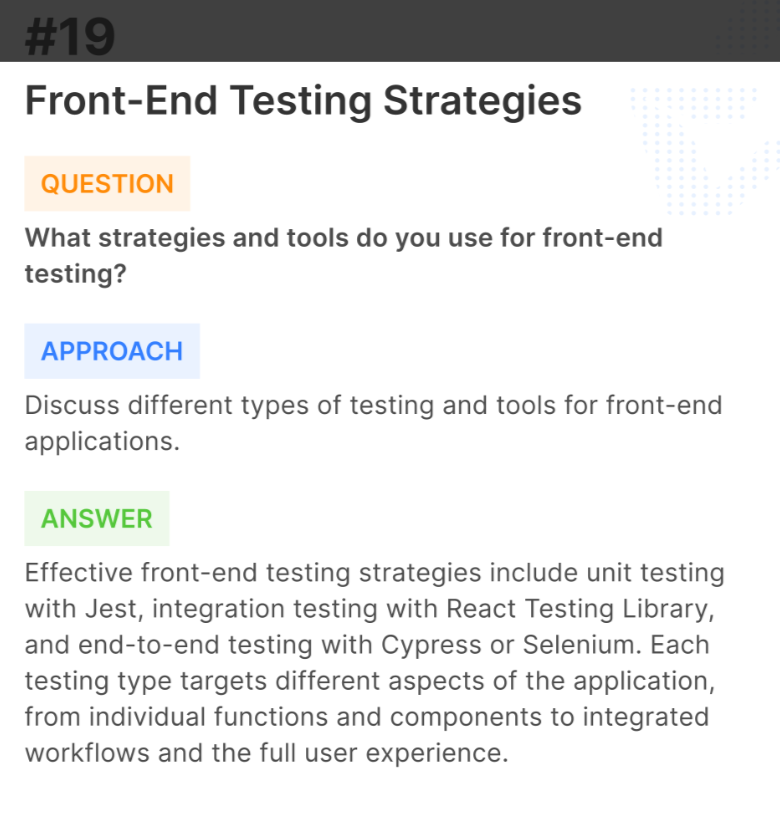 #19
Front-End Testing Strategies
QUESTION
What strategies and tools do you use for front-end
testing?
APPROACH
Discuss different types of testing and tools for front-end
applications.
ANSWER
Effective front-end testing strategies include unit testing
with Jest, integration testing with React Testing Library,
and end-to-end testing with Cypress or Selenium. Each
testing type targets different aspects of the application,
from individual functions and components to integrated
workflows and the full user experience.